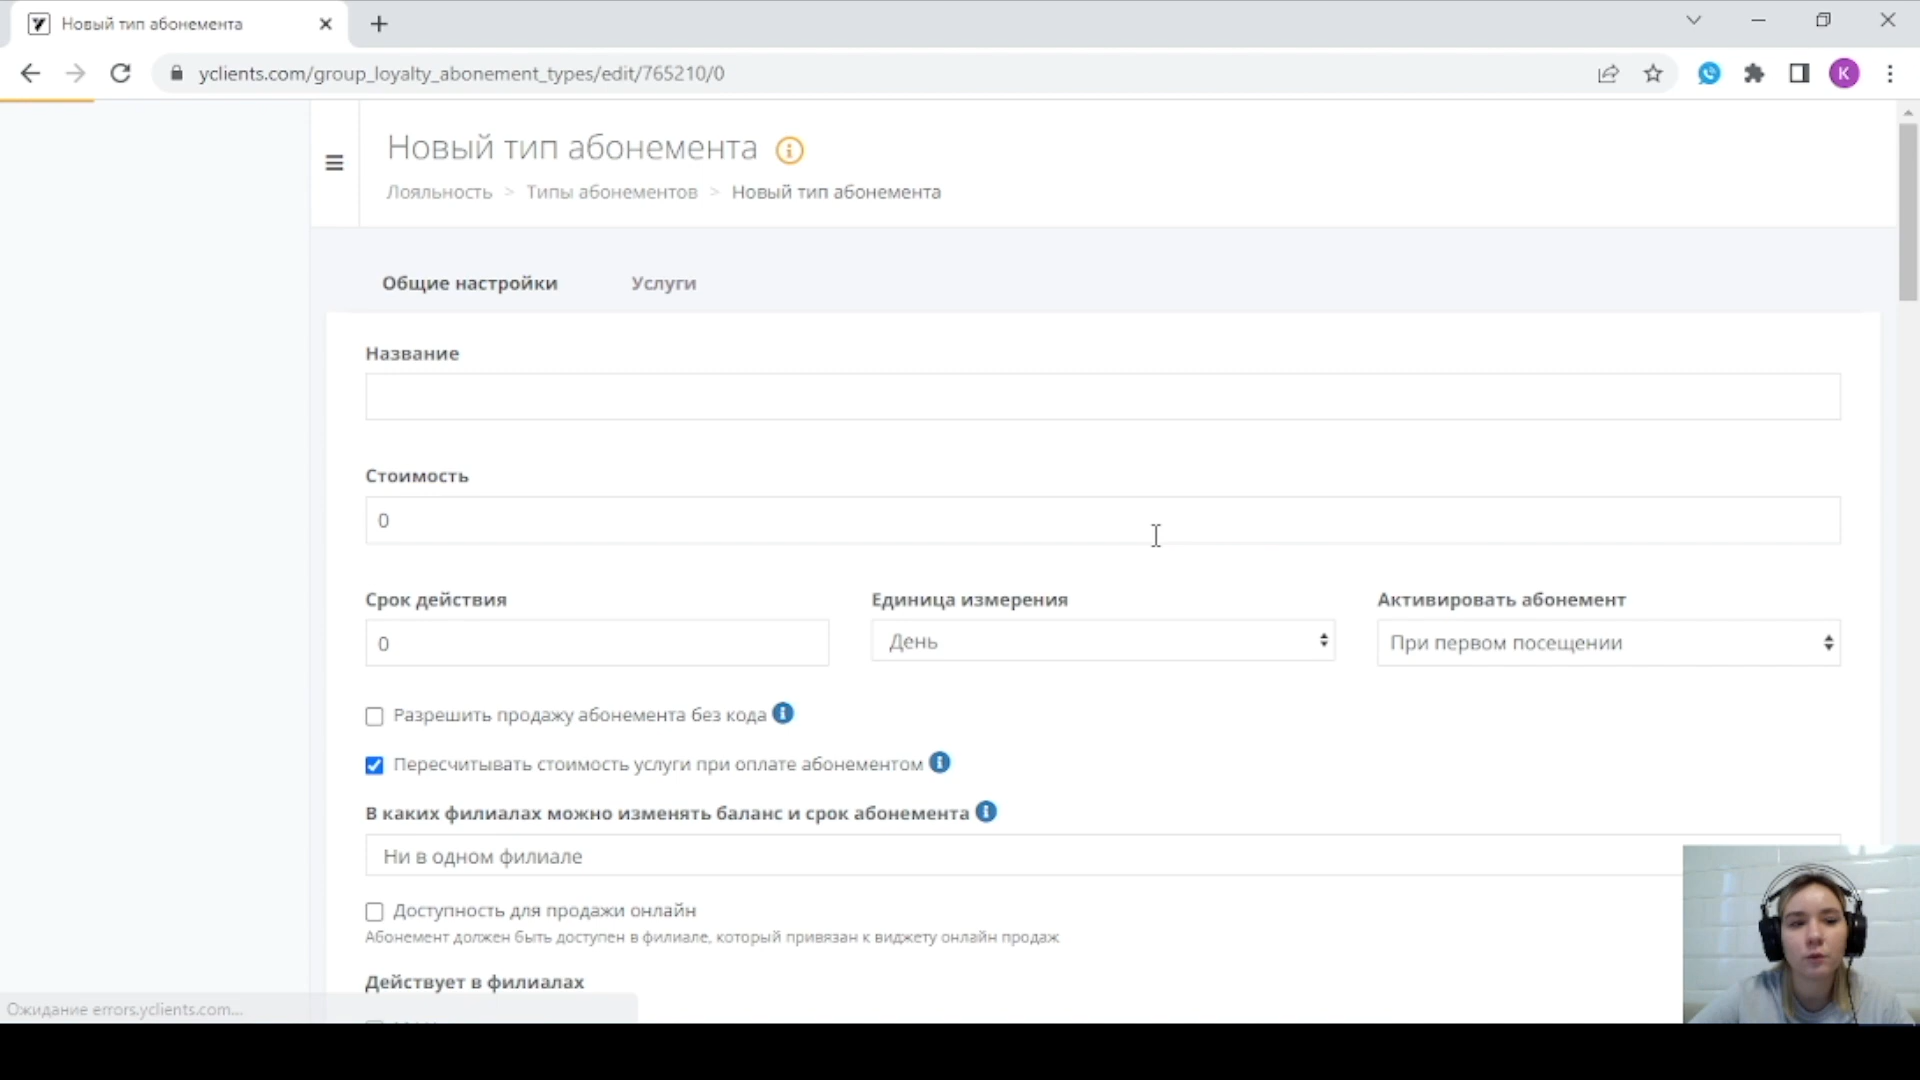 Новый тип абонемента
yclients.com/group_loyalty_abonement_types/edit/765210/0
K
Новый тип абонемента
Лояльность > Типы абонементов > Новый тип абонемента
Общие настройки Услуги
Название
Стоимость
0
Срок действия Единица измерения Активировать абонемент
0 День При первом посещении
Разрешить продажу абонемента без кода
Пересчитывать стоимость услуги при оплате абонементом
В каких филиалах можно изменять баланс и срок абонемента
Ни в одном филиале
Доступность для продажи онлайн
Абонемент должен быть доступен в филиале, который привязан к виджету онлайн продаж
Действует в филиалах
Ожидание errors.yclients.com...